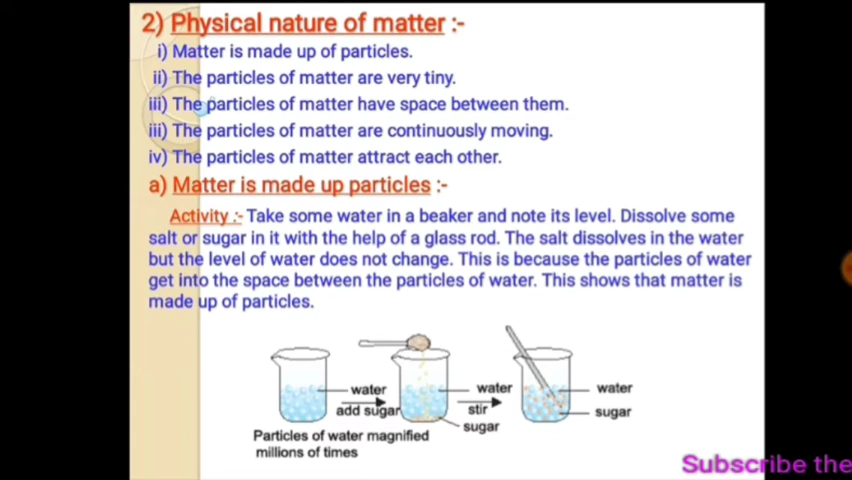 2) Physical nature of matter :-
i) Matter is made up of particles.
ii) The particles of matter are very tiny.
iii) The particles of matter have space between them.
iii) The particles of matter are continuously moving.
iv) The particles of matter attract each other.
a) Matter is made up particles :-
Activity :- Take some water in a beaker and note its level. Dissolve some
salt or sugar in it with the help of a glass rod. The salt dissolves in the water
but the level of water does not change. This is because the particles of water
get into the space between the particles of water. This shows that matter is
made up of particles.
water
add sugar
water
stir
sugar
water
sugar
Particles of water magnified
millions of times
Subscribe the